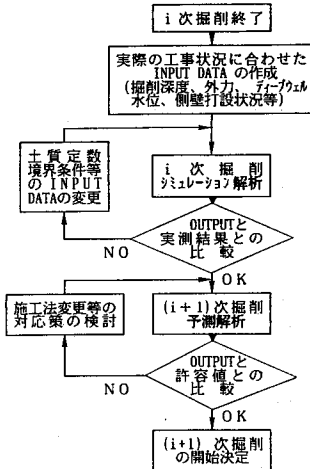 i 次掘削終了
実際の工事状況に合わせた
INPUT DATA の作成
(掘削深度、外力、ディープウェル
水位、側壁打設状況等)
土質定数
境界条件等
の INPUT
DATAの変更
i 次 掘 削
シミュレーション解析
OUTPUTと
実測結果との
比 較
NO
OK
施工法変更等の
対応策の検討
(i+1)次掘削
予測解析
OUTPUTと
許容値との
比 較
NO
OK
(i+1) 次掘削
の開始決定